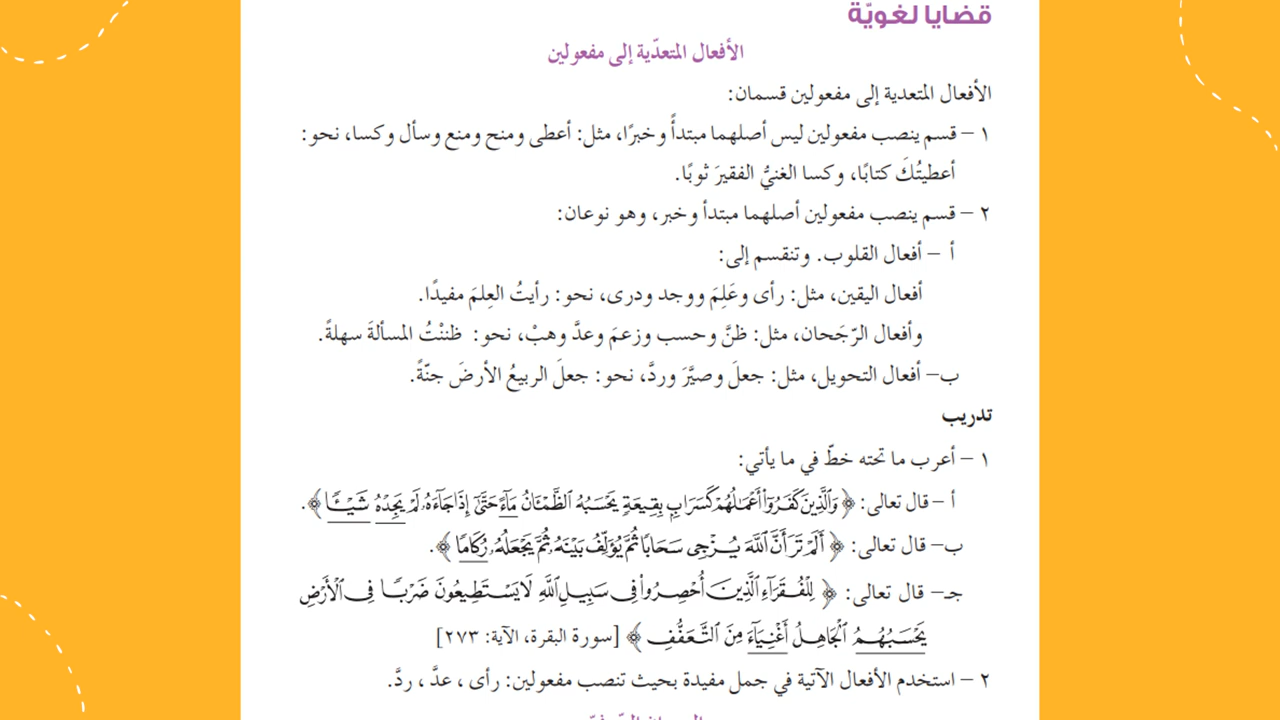 قضايا لغويّة
الأفعال المتعدّية إلى مفعولين
الأفعال المتعدية إلى مفعولين قسمان:
١ – قسم ينصب مفعولين ليس أصلهما مبتدأً وخبرًا، مثل: أعطى ومنح ومنع وسأل وكسا، نحو:
أعطيتُكَ كتابًا، وكسا الغنيُّ الفقيرَ ثوبًا.
٢ – قسم ينصب مفعولين أصلهما مبتدأ وخبر، وهو نوعان:
أ – أفعال القلوب. وتنقسم إلى:
أفعال اليقين، مثل: رأى وعَلِمَ ووجد ودرى، نحو: رأيتُ العِلمَ مفيدًا.
وأفعال الرّجَحان، مثل: ظنَّ وحسب وزعمَ وعدَّ وهبْ، نحو: ظننْتُ المسألةَ سهلةً.
ب– أفعال التحويل، مثل: جعلَ وصيَّرَ وردَّ، نحو: جعلَ الربيعُ الأرضَ جنّةً.
تدريب
١ – أعرب ما تحته خطّ في ما يأتي:
أ – قال تعالى: ﴿وَٱلَّذِينَ كَفَرُوٓاْ أَعۡمَٰلُهُمۡ كَسَرَابِۭ بِقِيعَةٖ يَحۡسَبُهُ ٱلظَّمۡـَٔانُ مَآءً حَتَّىٰٓ إِذَا جَآءَهُۥ لَمۡ يَجِدۡهُ شَيۡـٔٗا﴾.
ب– قال تعالى: ﴿أَلَمۡ تَرَ أَنَّ ٱللَّهَ يُزۡجِي سَحَابٗا ثُمَّ يُؤَلِّفُ بَيۡنَهُۥ ثُمَّ يَجۡعَلُهُۥ رُكَامٗا﴾.
جـ– قال تعالى: ﴿لِلۡفُقَرَآءِ ٱلَّذِينَ أُحۡصِرُواْ فِي سَبِيلِ ٱللَّهِ لَا يَسۡتَطِيعُونَ ضَرۡبٗا فِي ٱلۡأَرۡضِ
يَحۡسَبُهُمُ ٱلۡجَاهِلُ أَغۡنِيَآءَ مِنَ ٱلتَّعَفُّفِ﴾ [سورة البقرة، الآية: ٢٧٣]
٢ – استخدم الأفعال الآتية في جمل مفيدة بحيث تنصب مفعولين: رأى ، عدَّ ، ردَّ.